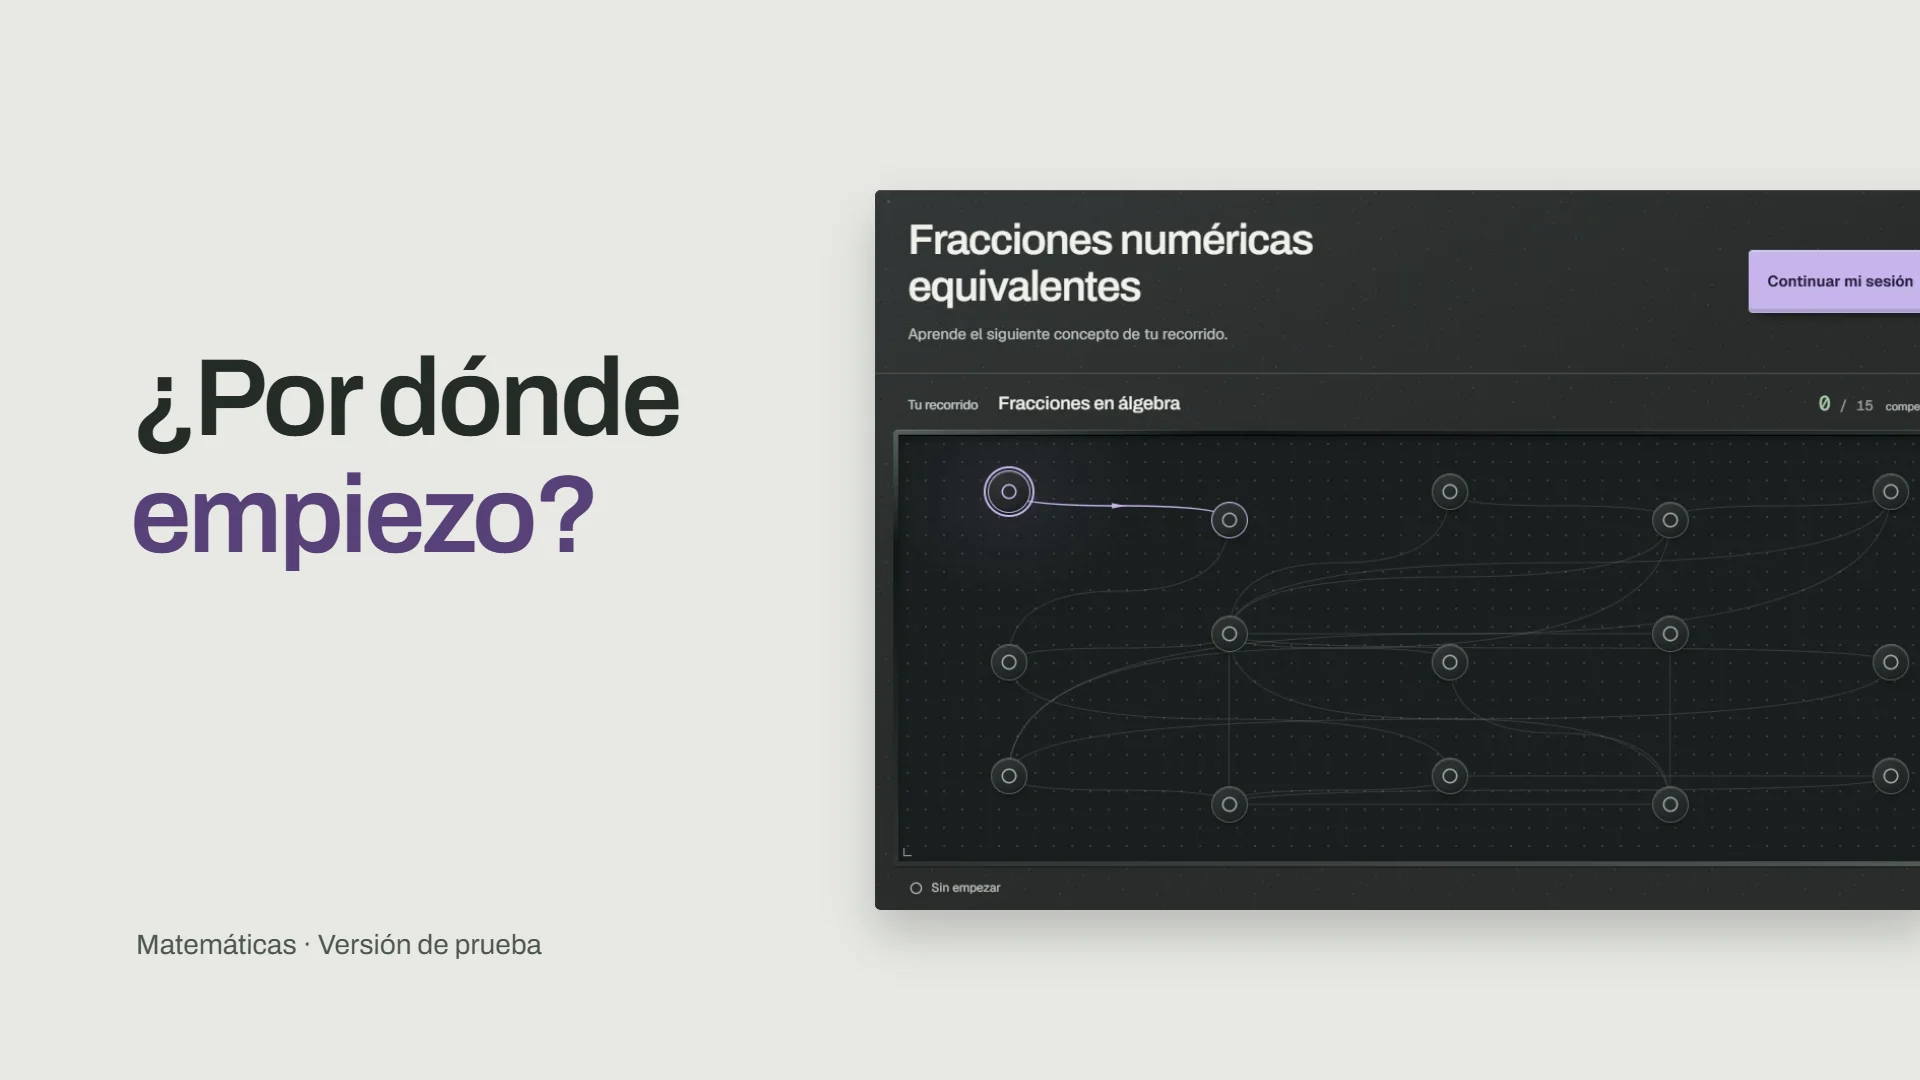 ¿Por dónde
empiezo?
Matemáticas · Versión de prueba
Fracciones numéricas
equivalentes
Aprende el siguiente concepto de tu recorrido.
Continuar mi sesión
Tu recorrido Fracciones en álgebra
0 / 15 compe
Sin empezar